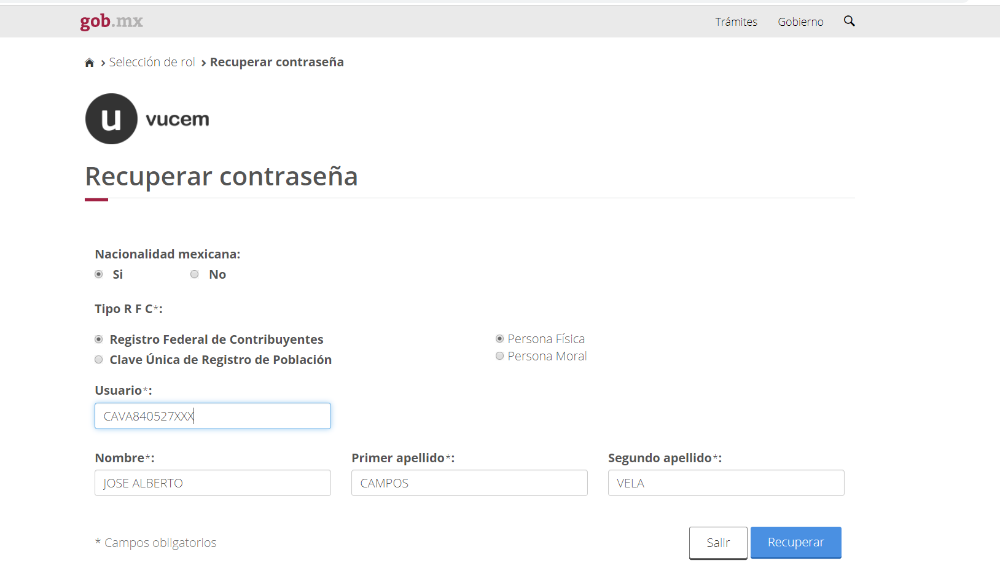 gob.mx Trámites Gobierno
Selección de rol Recuperar contraseña
u vucem
Recuperar contraseña
Nacionalidad mexicana:
Si No
Tipo R F C*:
Registro Federal de Contribuyentes Persona Física
Clave Única de Registro de Población Persona Moral
Usuario*:
CAVA840527XXX
Nombre*: Primer apellido*: Segundo apellido*:
JOSE ALBERTO CAMPOS VELA
* Campos obligatorios Salir Recuperar